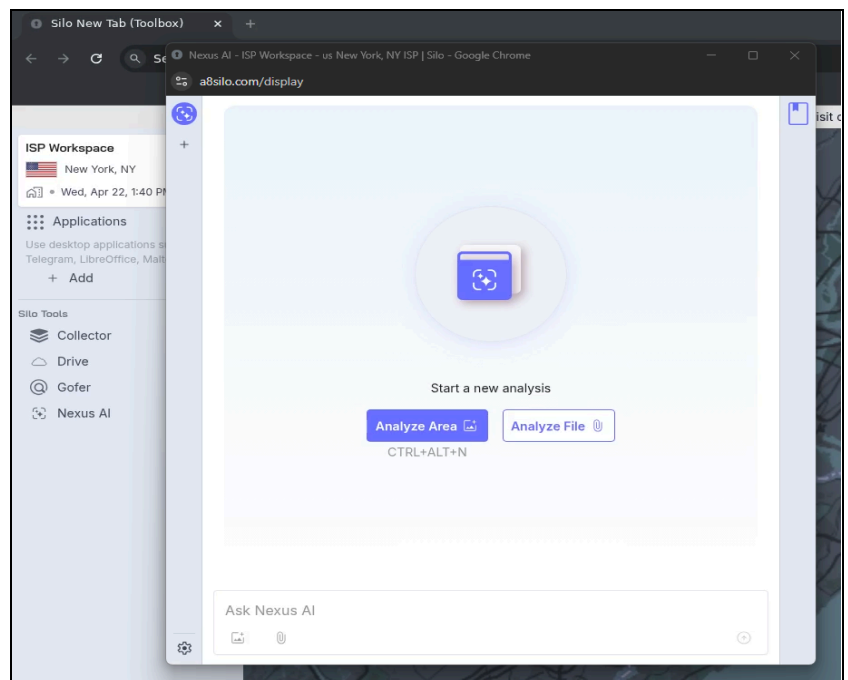 Silo New Tab (Toolbox)
Se
Nexus AI - ISP Workspace - us New York, NY ISP | Silo - Google Chrome
a8silo.com/display
isit
ISP Workspace
New York, NY
Wed, Apr 22, 1:40 PM
Applications
Use desktop applications
Telegram, LibreOffice, Malt
+ Add
Silo Tools
Collector
Drive
Gofer
Nexus AI
Start a new analysis
Analyze Area
Analyze File
CTRL+ALT+N
Ask Nexus AI